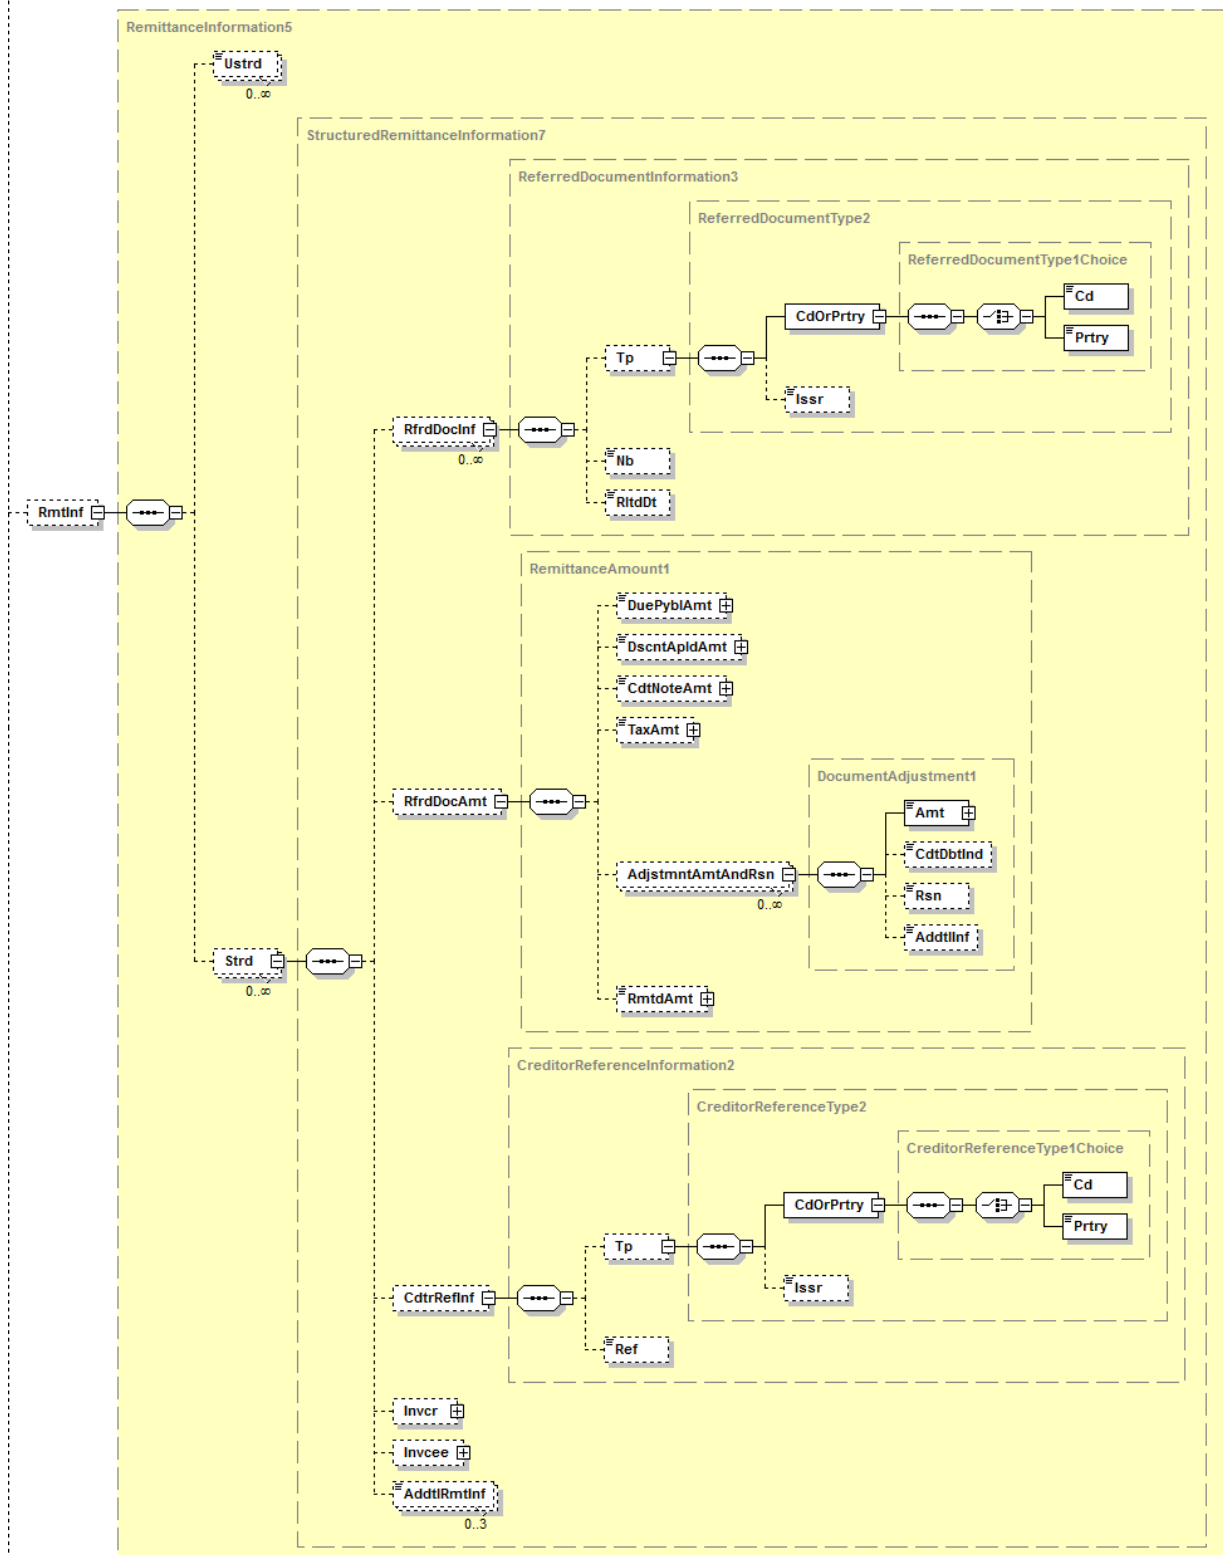 RemittanceInformation5
Ustrd
0..∞
StructuredRemittanceInformation7
ReferredDocumentInformation3
ReferredDocumentType2
ReferredDocumentType1Choice
Cd
CdOrPrtry
Prtry
Tp
Issr
RfrdDocInf
0..∞
Nb
RltdDt
RmtInf
RemittanceAmount1
DuePyblAmt
DscntApldAmt
CdtNoteAmt
TaxAmt
DocumentAdjustment1
RfrdDocAmt
Amt
CdtDbtInd
AdjstmntAmtAndRsn
0..∞
Rsn
AddtlInf
Strd
0..∞
RmtdAmt
CreditorReferenceInformation2
CreditorReferenceType2
CreditorReferenceType1Choice
Cd
CdOrPrtry
Prtry
Tp
Issr
CdtrRefInf
Ref
Invcr
Invcee
AddtlRmtInf
0..3